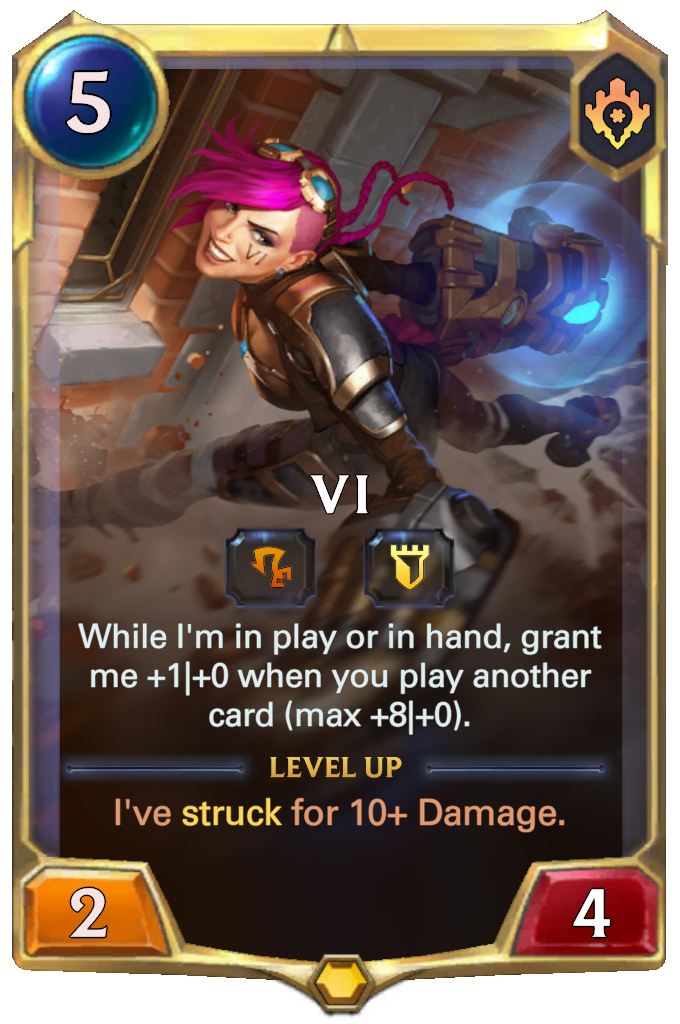 5
VI
VI
While I'm in play or in hand, grant
me +1|+0 when you play another
card (max +8|+0).
LEVEL UP
I've struck for 10+ Damage.
2
4